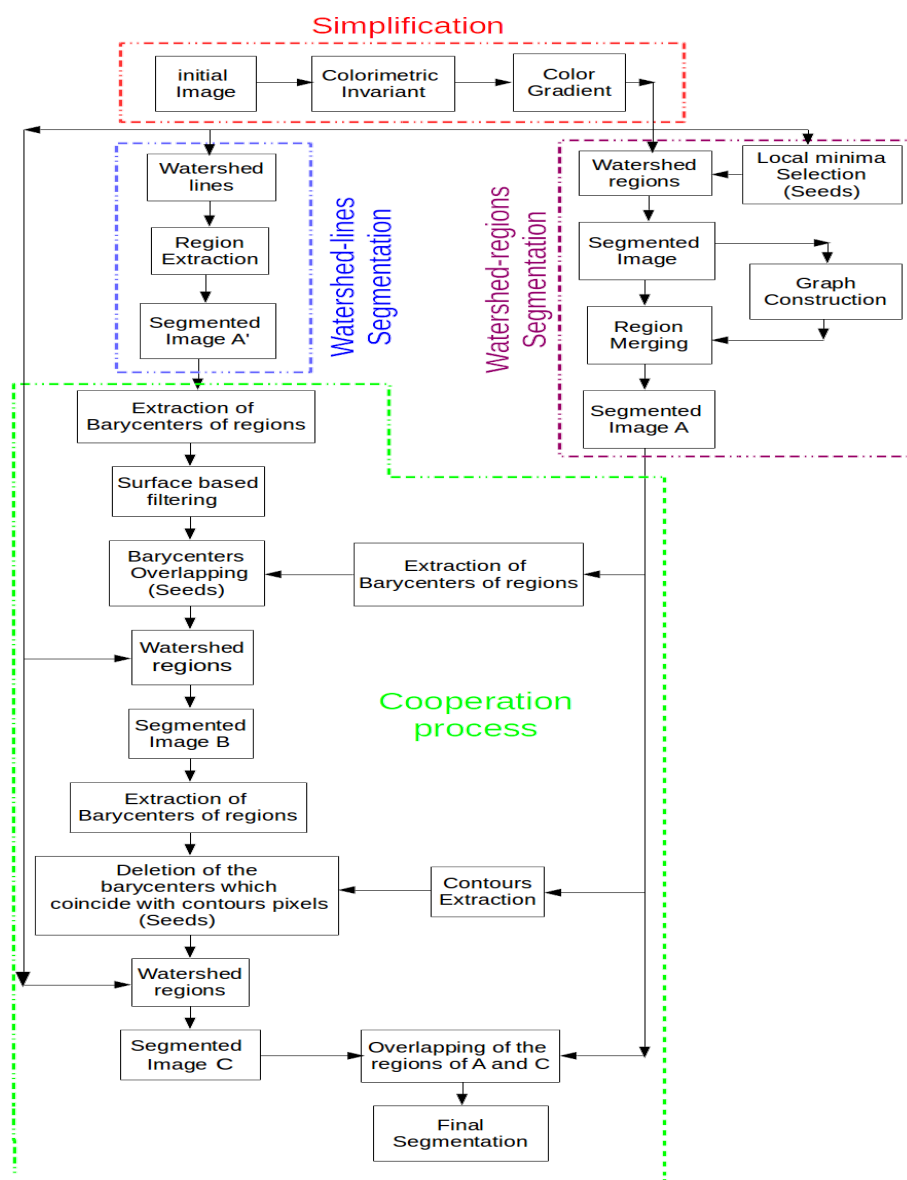 Simplification
initial
Image
Colorimetric
Invariant
Color
Gradient
Watershed
lines
Region
Extraction
Segmented
Image A'
Watershed-lines
Segmentation
Watershed-regions
Segmentation
Watershed
regions
Local minima
Selection
(Seeds)
Segmented
Image
Graph
Construction
Region
Merging
Segmented
Image A
Extraction of
Barycenters of regions
Surface based
filtering
Barycenters
Overlapping
(Seeds)
Extraction of
Barycenters of regions
Watershed
regions
Cooperation
process
Segmented
Image B
Extraction of
Barycenters of regions
Deletion of the
barycenters which
coincide with contours pixels
(Seeds)
Contours
Extraction
Watershed
regions
Segmented
Image C
Overlapping of the
regions of A and C
Final
Segmentation